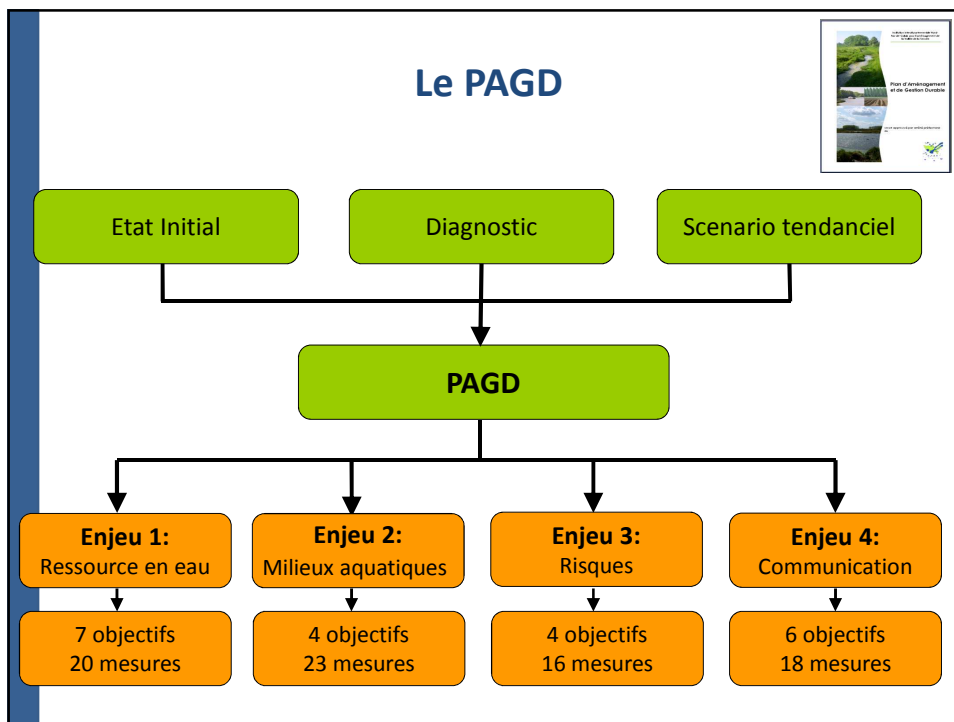 Le PAGD
Plan d'Aménagement
et de Gestion Durable
Etat Initial
Diagnostic
Scenario tendanciel
PAGD
Enjeu 1:
Ressource en eau
Enjeu 2:
Milieux aquatiques
Enjeu 3:
Risques
Enjeu 4:
Communication
7 objectifs
20 mesures
4 objectifs
23 mesures
4 objectifs
16 mesures
6 objectifs
18 mesures